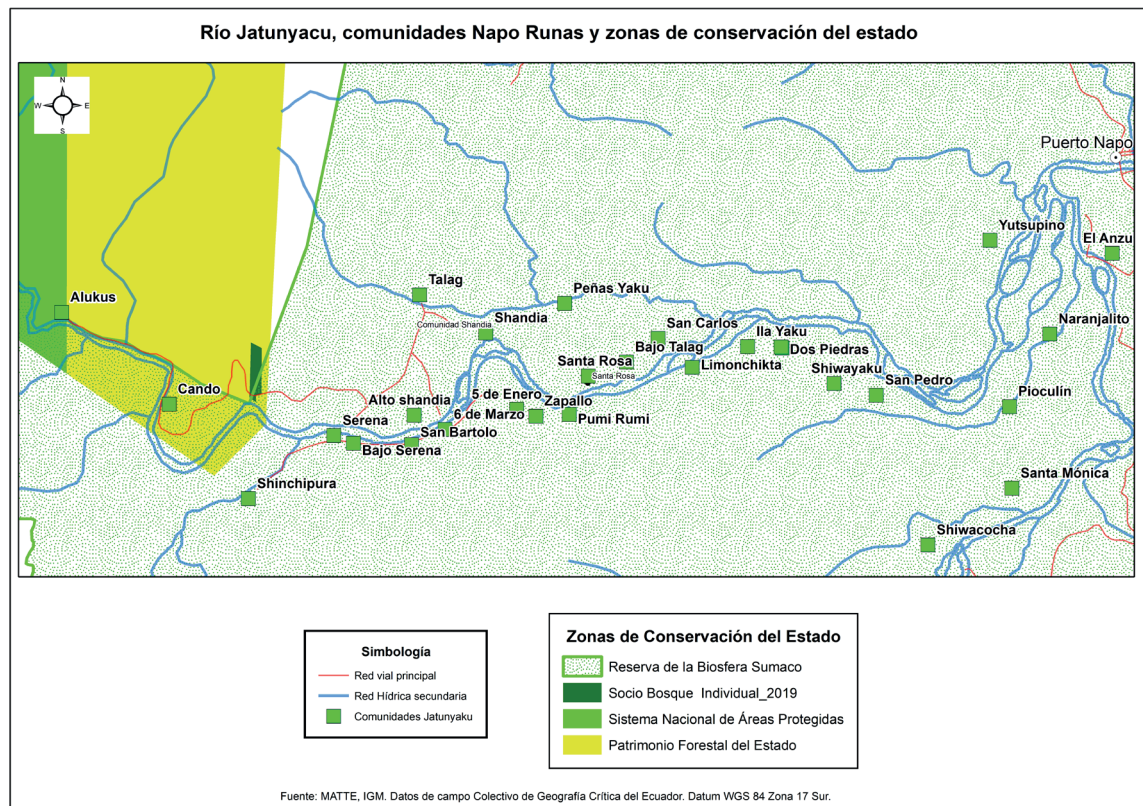 Río Jatunyacu, comunidades Napo Runas y zonas de conservación del estado
N
W E
S
Puerto Napo
Yutsupino
El Anzu
Talag
Peñas Yaku
Alukus
Shandia
Comunidad Shandia
San Carlos
Ila Yaku
Naranjalito
Bajo Talag
Dos Piedras
Santa Rosa
Santa Rosa
Limonchikta
Shiwayaku
San Pedro
Cando
5 de Enero
Zapallo
Pioculín
Alto shandia
6 de Marzo
Pumi Rumi
Serena
San Bartolo
Bajo Serena
Shinchipura
Santa Mónica
Shiwacocha
Simbología
Red vial principal
Red Hídrica secundaria
Comunidades Jatunyaku
Zonas de Conservación del Estado
Reserva de la Biosfera Sumaco
Socio Bosque Individual_2019
Sistema Nacional de Áreas Protegidas
Patrimonio Forestal del Estado
Fuente: MATTE, IGM. Datos de campo Colectivo de Geografía Crítica del Ecuador. Datum WGS 84 Zona 17 Sur.